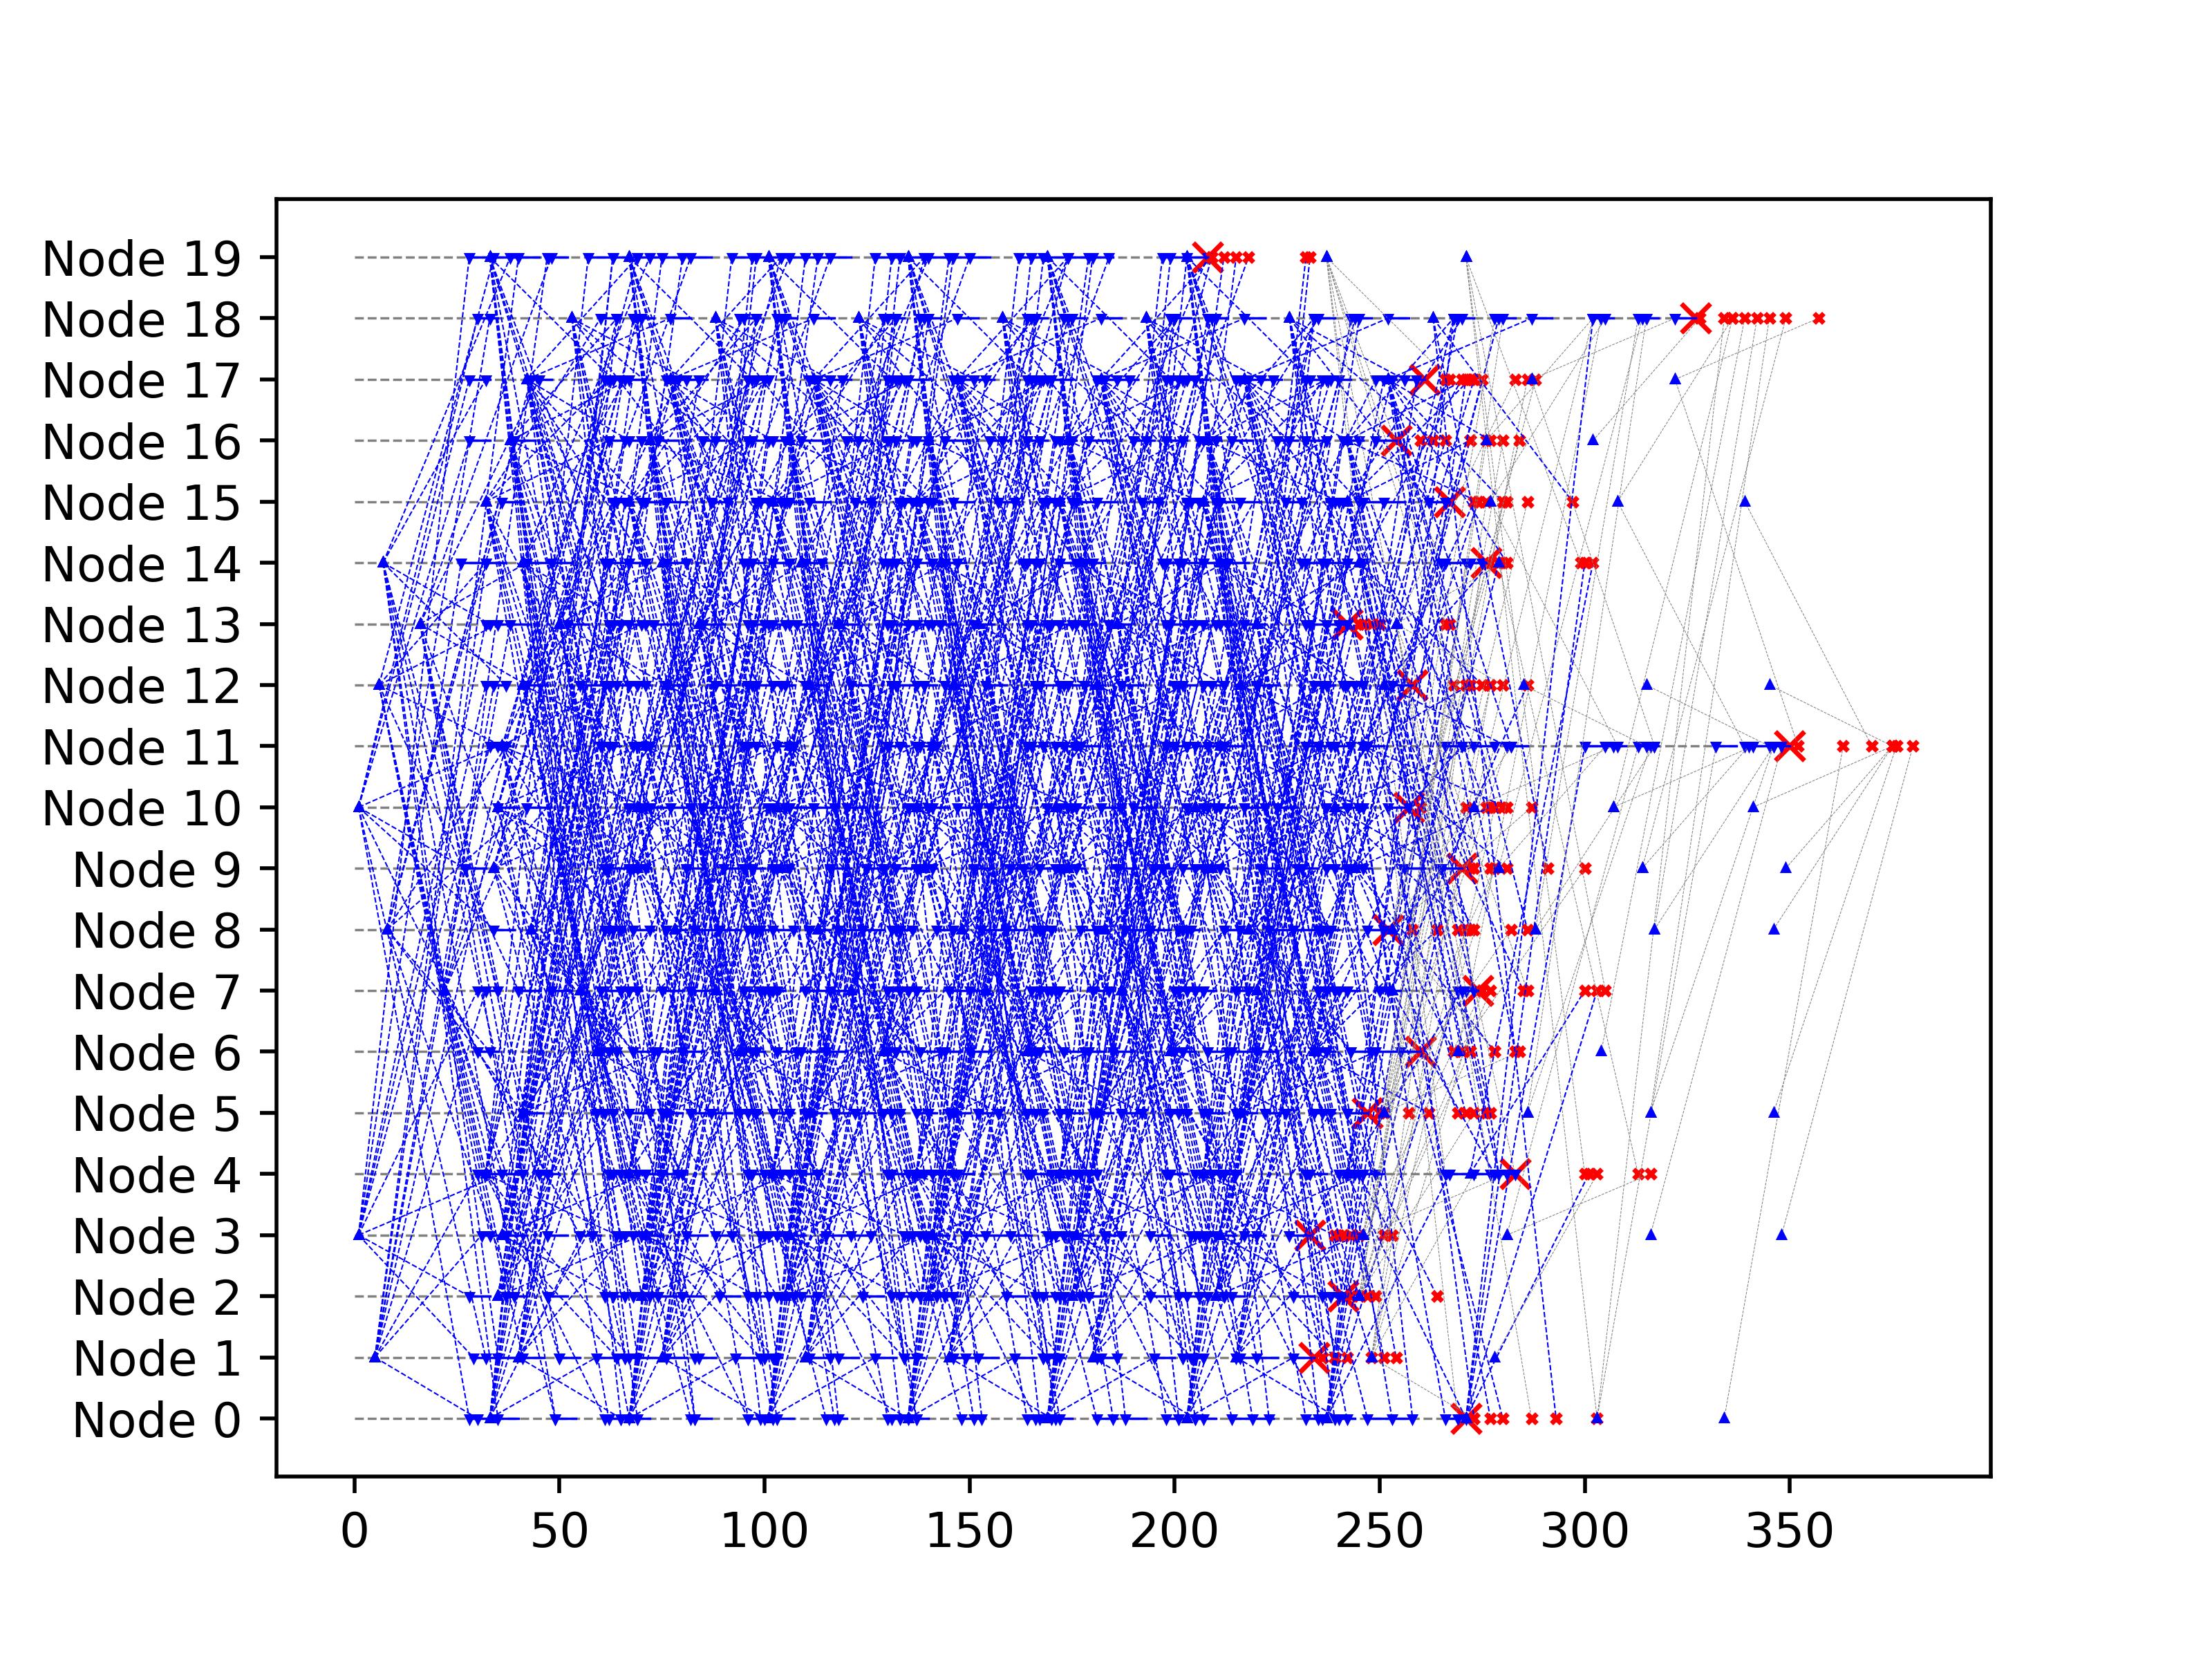 Node 19
Node 18
Node 17
Node 16
Node 15
Node 14
Node 13
Node 12
Node 11
Node 10
Node 9
Node 8
Node 7
Node 6
Node 5
Node 4
Node 3
Node 2
Node 1
Node 0
0 50 100 150 200 250 300 350